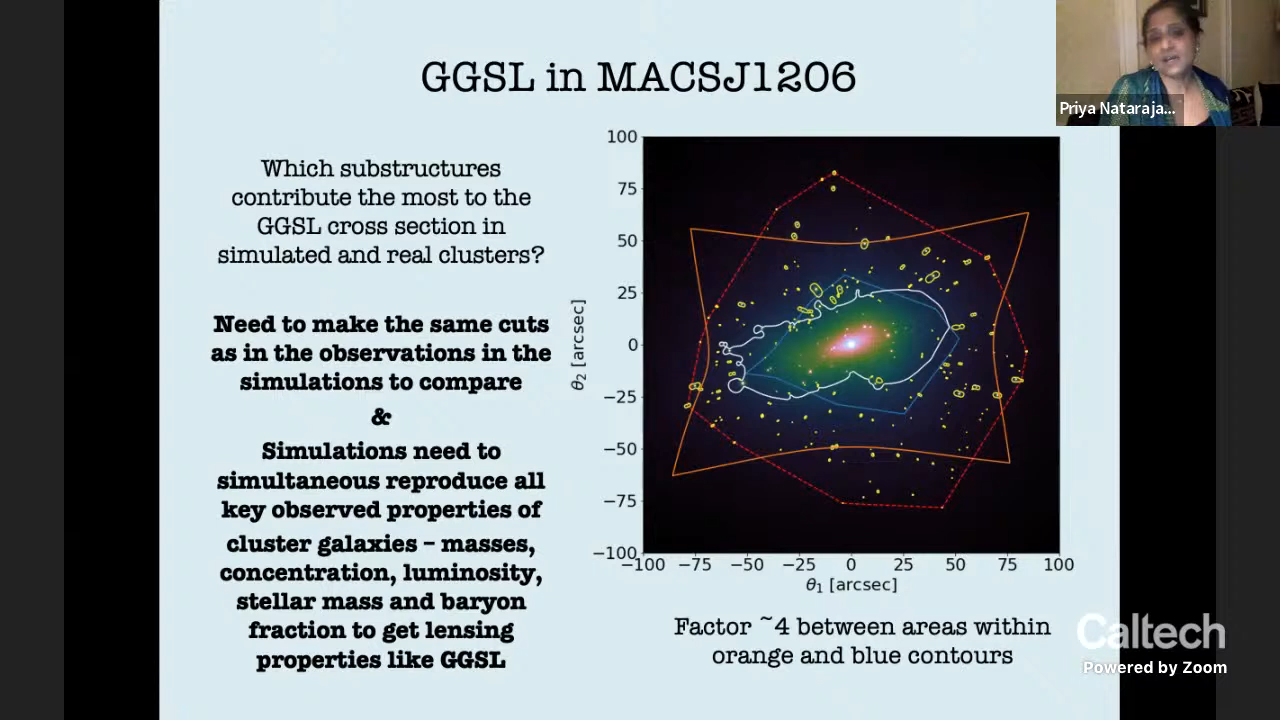 GGSL in MACSJ1206
Priya Nataraja...
Which substructures
contribute the most to the
GGSL cross section in
simulated and real clusters?
Need to make the same cuts
as in the observations in the
simulations to compare
&
Simulations need to
simultaneous reproduce all
key observed properties of
cluster galaxies – masses,
concentration, luminosity,
stellar mass and baryon
fraction to get lensing
properties like GGSL
100
75
50
25
0
−25
−50
−75
−100
θ2 [arcsec]
−100 −75 −50 −25 0 25 50 75 100
θ1 [arcsec]
Factor ~4 between areas within
orange and blue contours
Caltech
Powered by Zoom